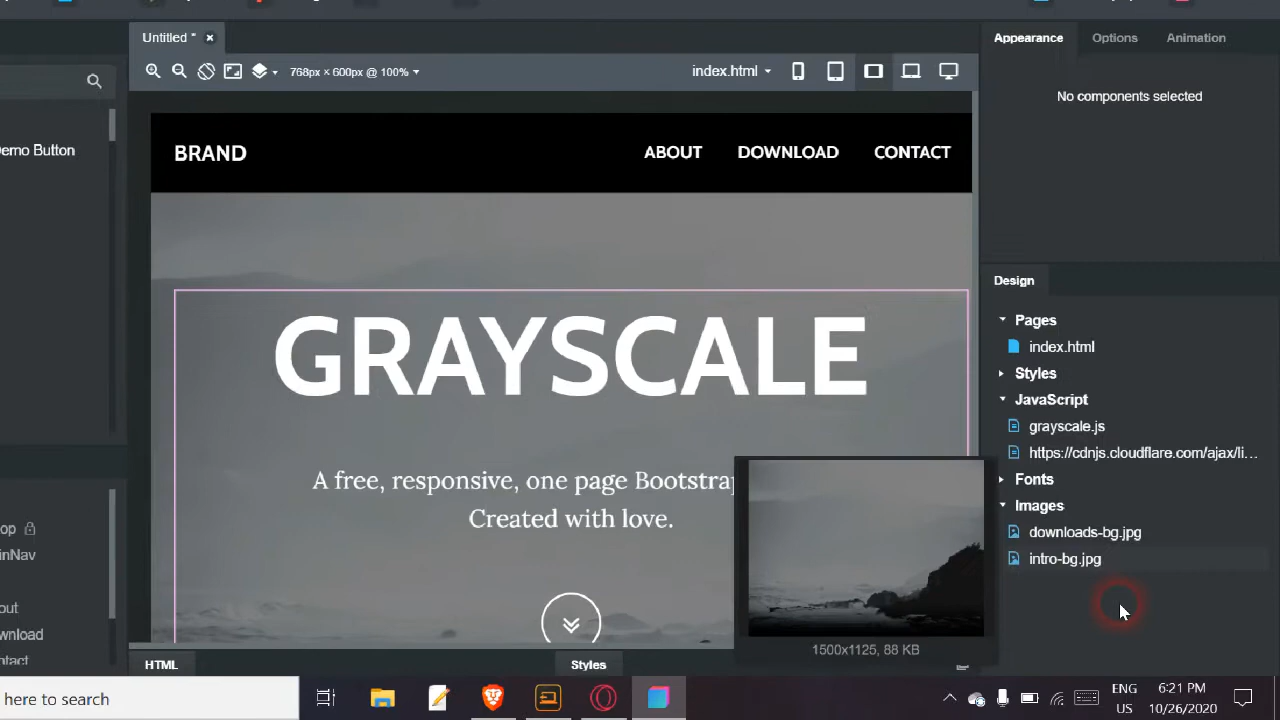 Untitled *
Appearance
Options
Animation
768px × 600px @ 100%
index.html
No components selected
emo Button
BRAND
ABOUT
DOWNLOAD
CONTACT
GRAYSCALE
A free, responsive, one page Bootstrap
Created with love.
Design
Pages
index.html
Styles
JavaScript
grayscale.js
https://cdnjs.cloudflare.com/ajax/li...
Fonts
Images
downloads-bg.jpg
intro-bg.jpg
1500x1125, 88 KB
op
inNav
out
wnload
ntact
HTML
Styles
here to search
ENG
US
6:21 PM
10/26/2020